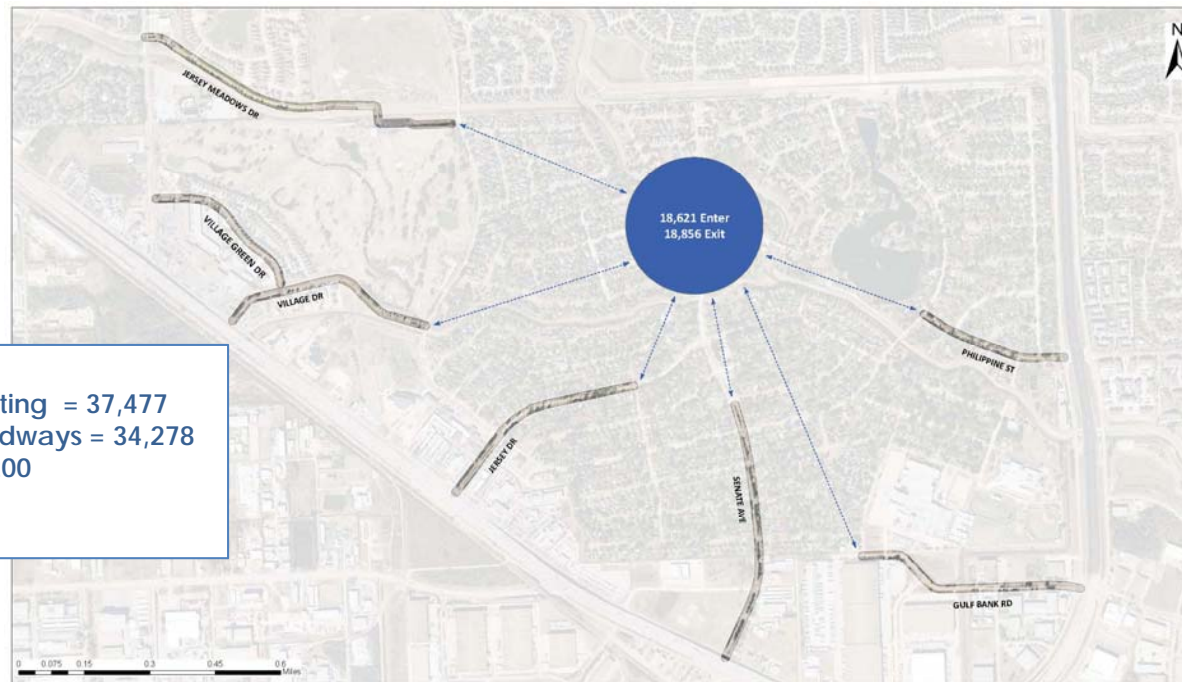 N
JERSEY MEADOWS DR
18,621 Enter
18,856 Exit
VILLAGE GREEN DR
VILLAGE DR
PHILIPPINE ST
ting = 37,477
dways = 34,278
00
JERSEY DR
SENATE AVE
GULF BANK RD
0 0.075 0.15 0.3 0.45 0.6
Miles